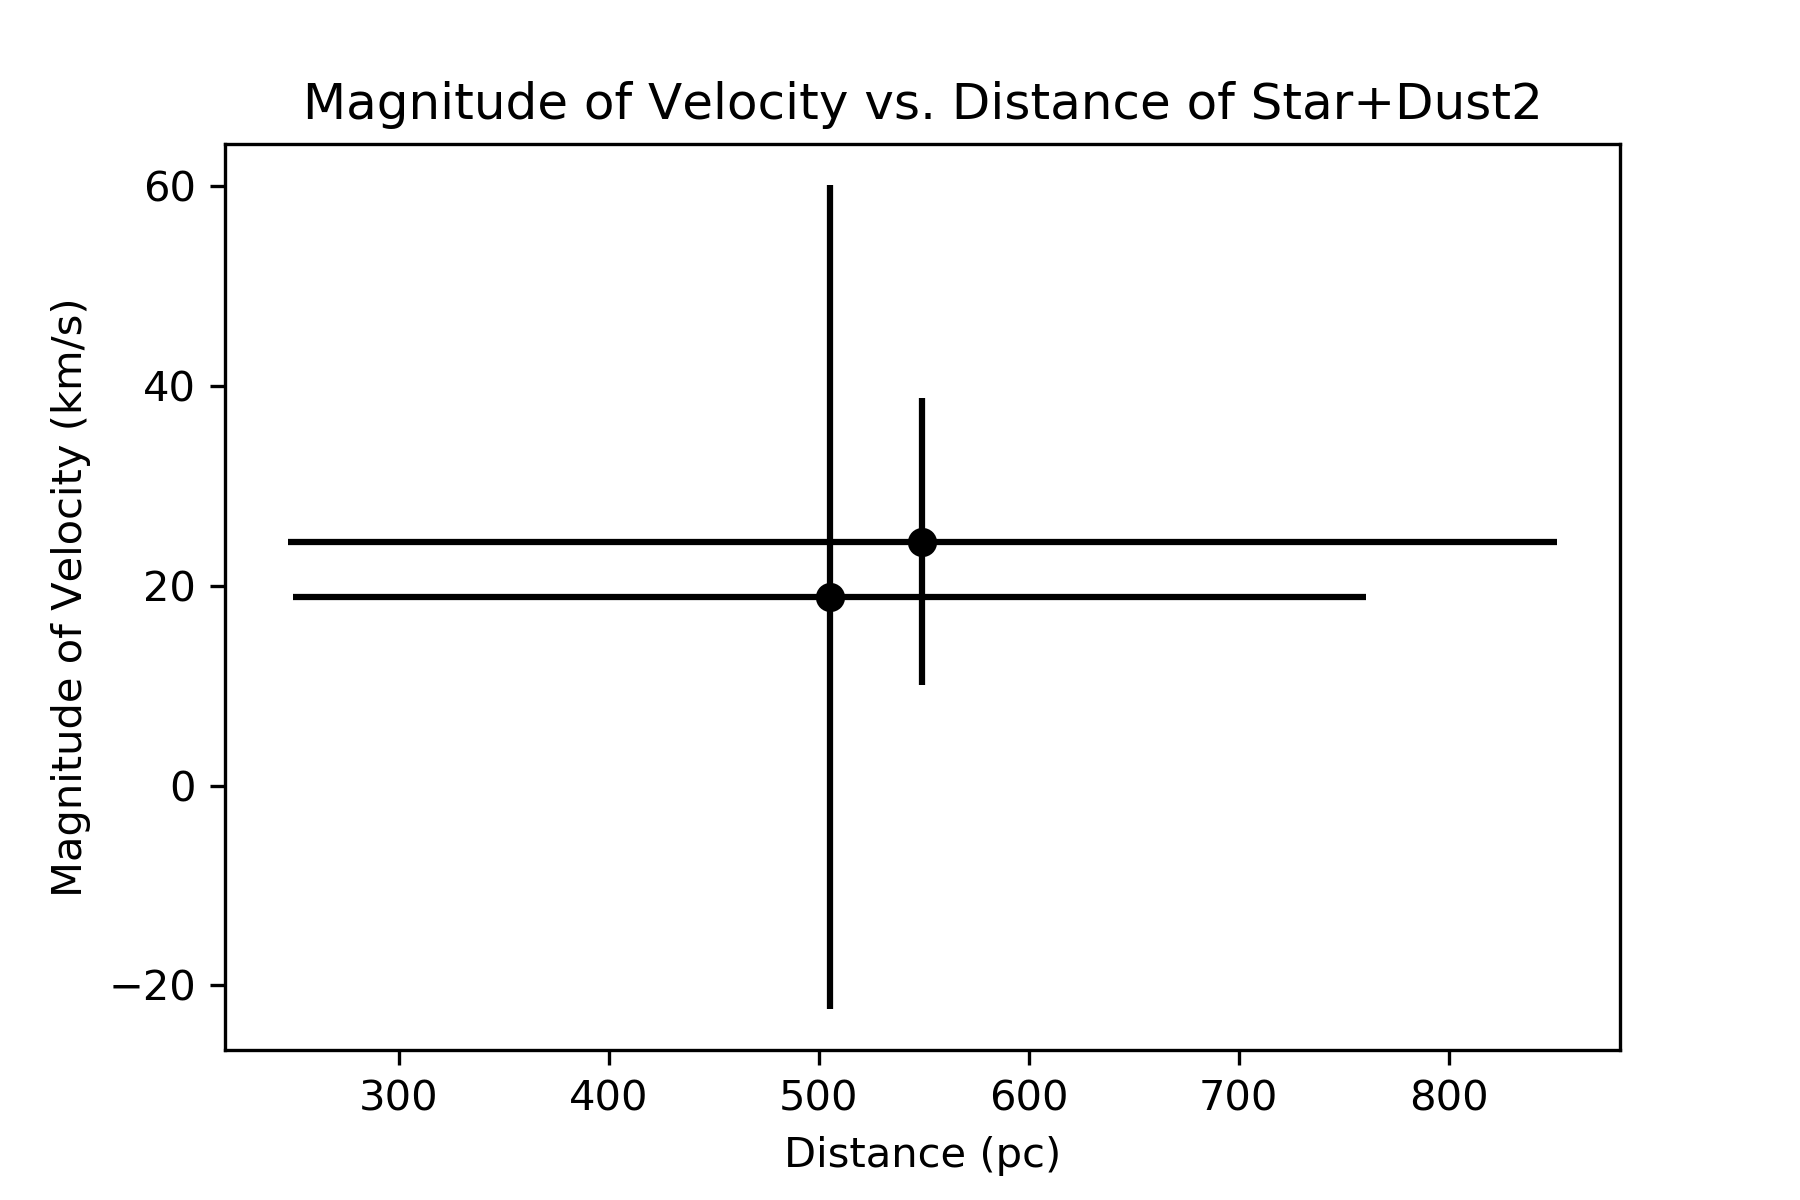 Magnitude of Velocity vs. Distance of Star+Dust2
Magnitude of Velocity (km/s)
60
40
20
0
−20
300 400 500 600 700 800
Distance (pc)